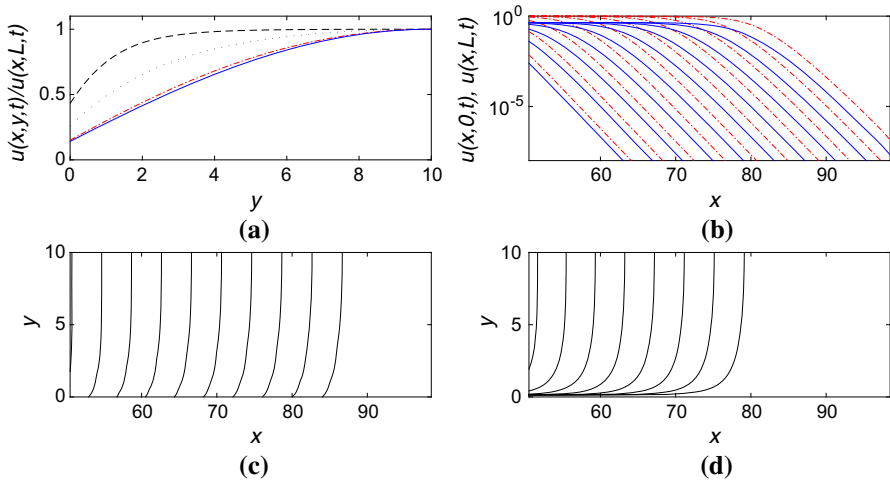 u(x,y,t)/u(x,L,t)
1
0.5
0
0 2 4 6 8 10
y
(a)
u(x,0,t), u(x,L,t)
10^0
10^-5
60 70 80 90
x
(b)
y
10
5
0
60 70 80 90
x
(c)
y
10
5
0
60 70 80 90
x
(d)